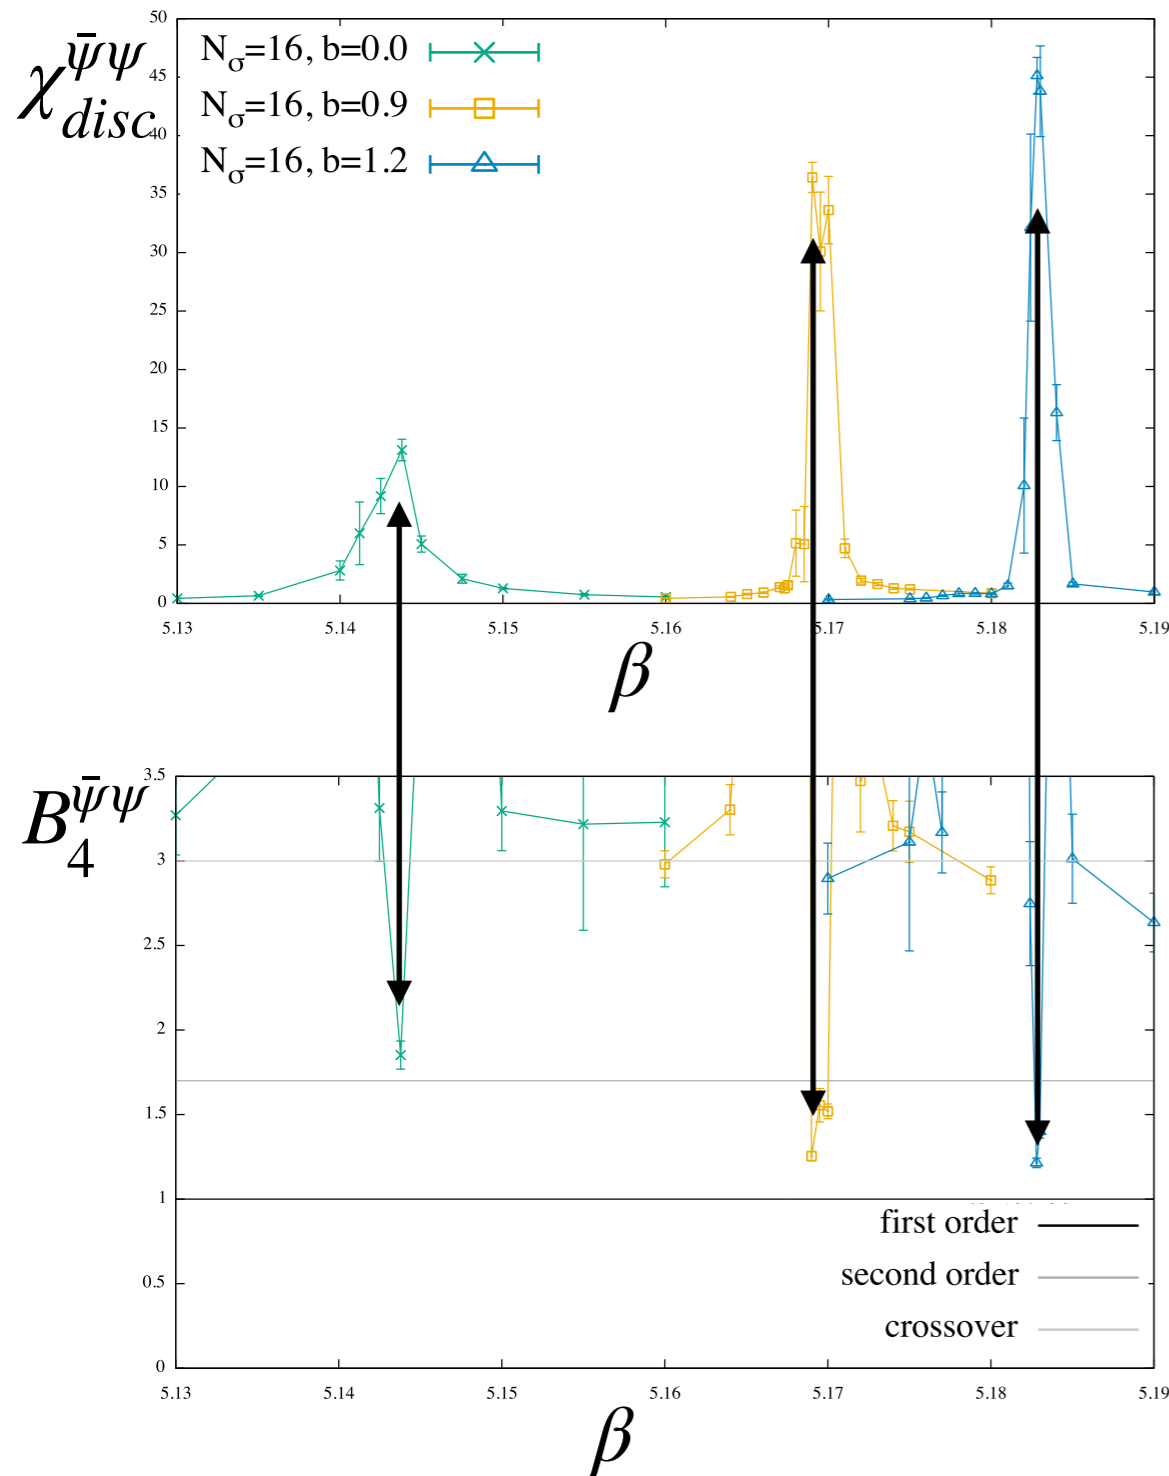 χ_disc^ψ̄ψ
N_σ=16, b=0.0
N_σ=16, b=0.9
N_σ=16, b=1.2
50
45
40
35
30
25
20
15
10
5
0
5.13 5.14 5.15 5.16 5.17 5.18 5.19
β
B_4^ψ̄ψ
3.5
3
2.5
2
1.5
1
0.5
0
first order
second order
crossover
5.13 5.14 5.15 5.16 5.17 5.18 5.19
β